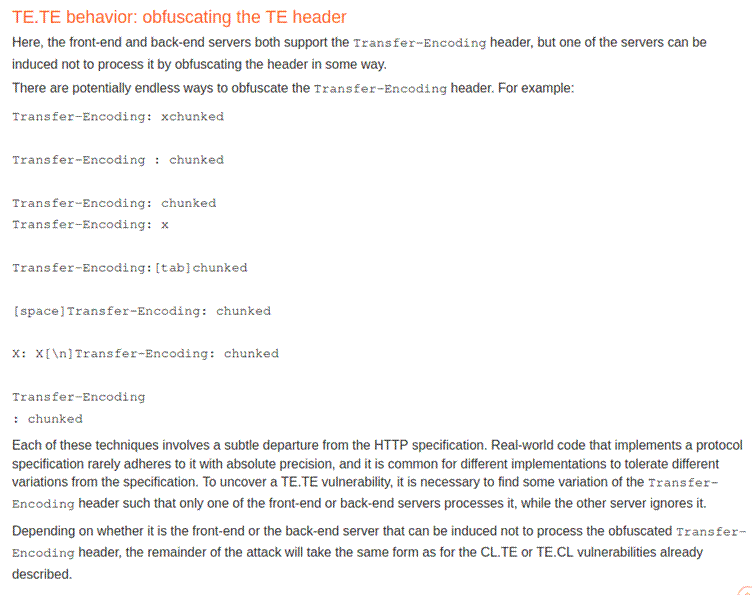 TE.TE behavior: obfuscating the TE header
Here, the front-end and back-end servers both support the Transfer-Encoding header, but one of the servers can be
induced not to process it by obfuscating the header in some way.
There are potentially endless ways to obfuscate the Transfer-Encoding header. For example:
Transfer-Encoding: xchunked
Transfer-Encoding : chunked
Transfer-Encoding: chunked
Transfer-Encoding: x
Transfer-Encoding:[tab]chunked
[space]Transfer-Encoding: chunked
X: X[\n]Transfer-Encoding: chunked
Transfer-Encoding
: chunked
Each of these techniques involves a subtle departure from the HTTP specification. Real-world code that implements a protocol
specification rarely adheres to it with absolute precision, and it is common for different implementations to tolerate different
variations from the specification. To uncover a TE.TE vulnerability, it is necessary to find some variation of the Transfer-
Encoding header such that only one of the front-end or back-end servers processes it, while the other server ignores it.
Depending on whether it is the front-end or the back-end server that can be induced not to process the obfuscated Transfer-
Encoding header, the remainder of the attack will take the same form as for the CL.TE or TE.CL vulnerabilities already
described.